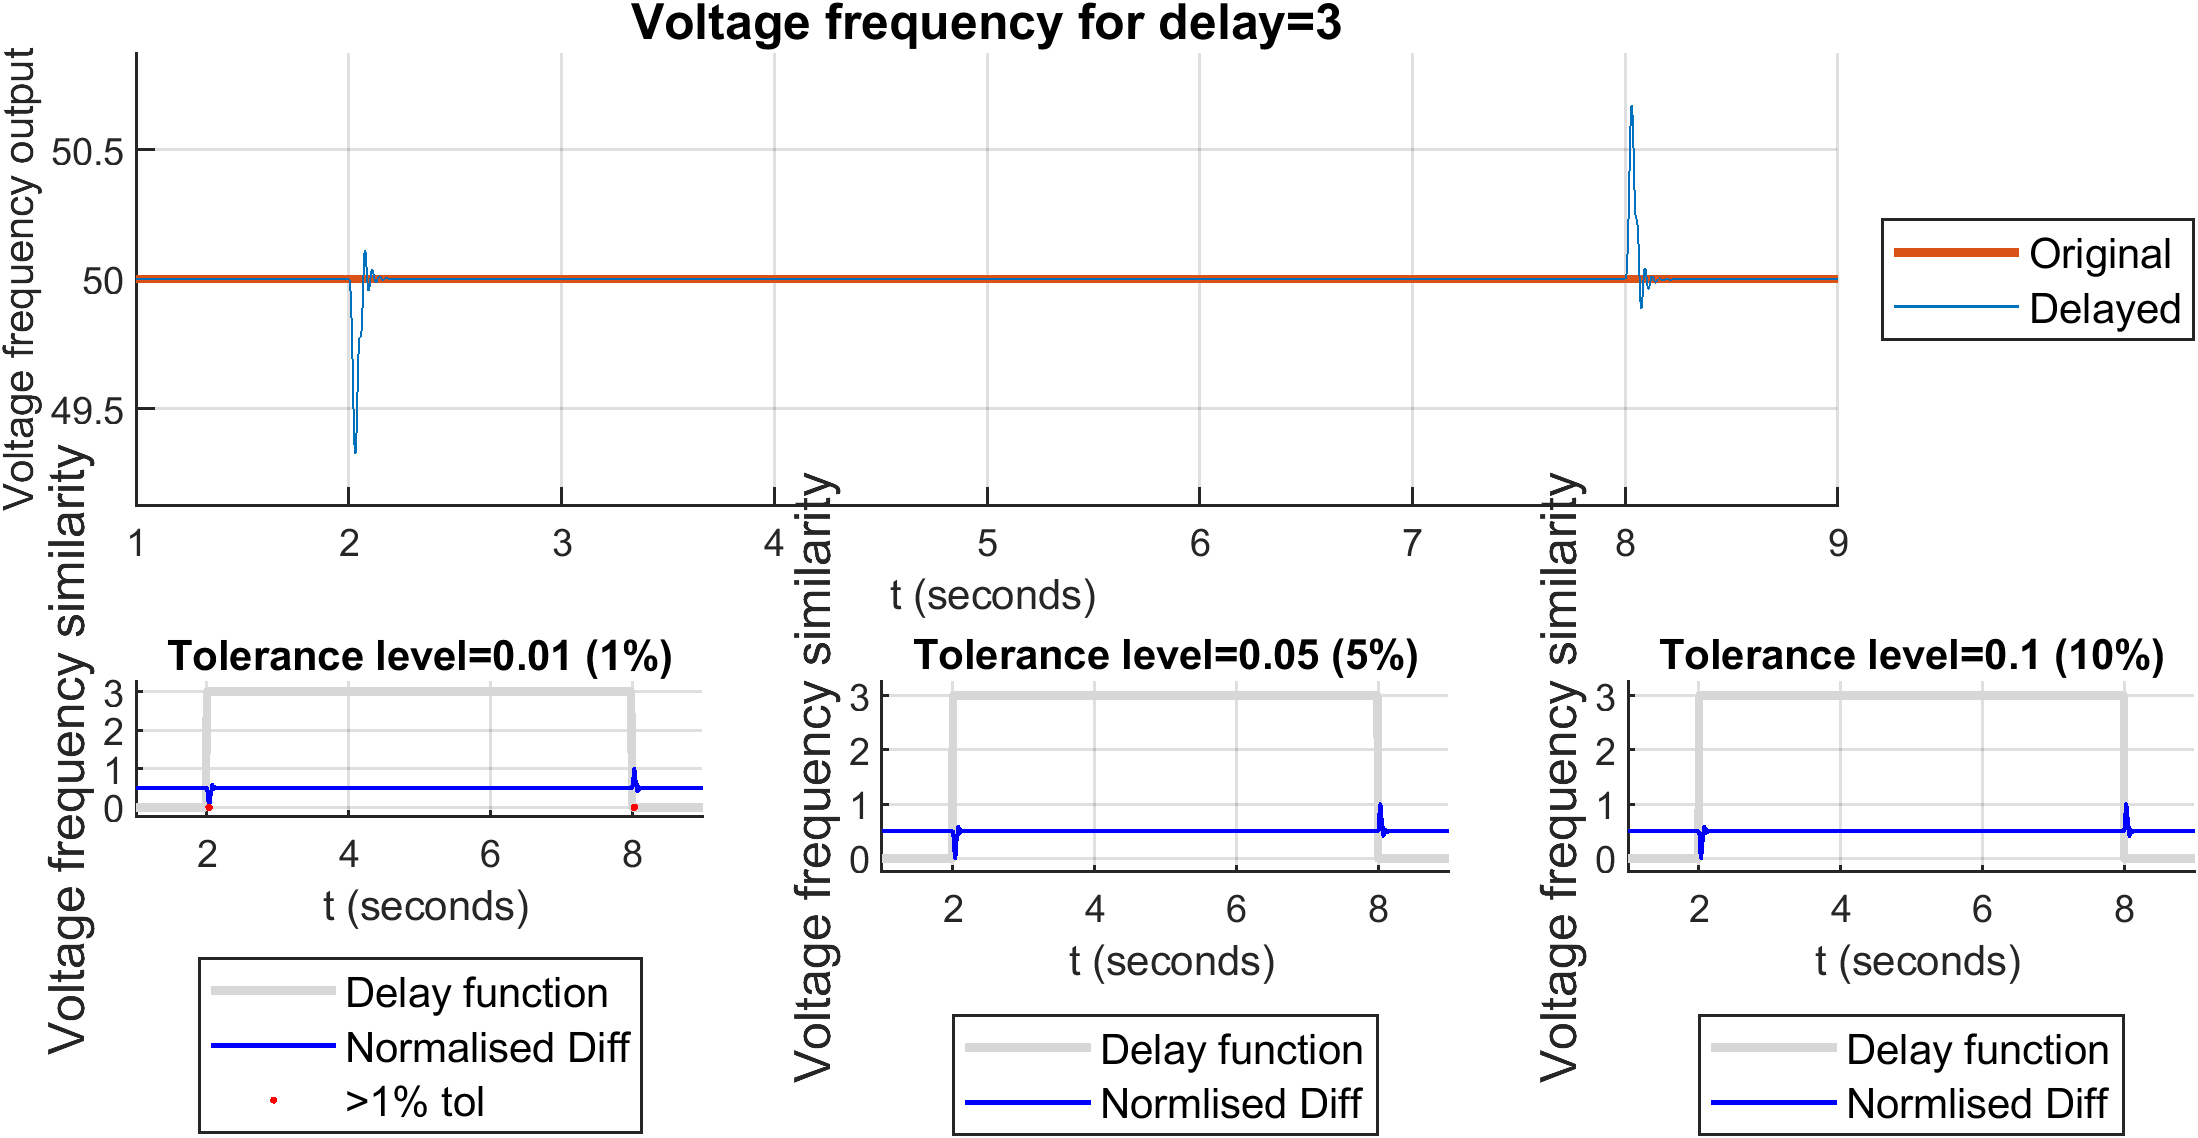 Voltage frequency for delay=3
Voltage frequency output
50.5
50
49.5
1 2 3 4 5 6 7 8 9
t (seconds)
Original
Delayed
Tolerance level=0.01 (1%)
Voltage frequency similarity
3
2
1
0
2 4 6 8
t (seconds)
Delay function
Normalised Diff
>1% tol
Tolerance level=0.05 (5%)
Voltage frequency similarity
3
2
1
0
2 4 6 8
t (seconds)
Delay function
Normlised Diff
Tolerance level=0.1 (10%)
Voltage frequency similarity
3
2
1
0
2 4 6 8
t (seconds)
Delay function
Normlised Diff